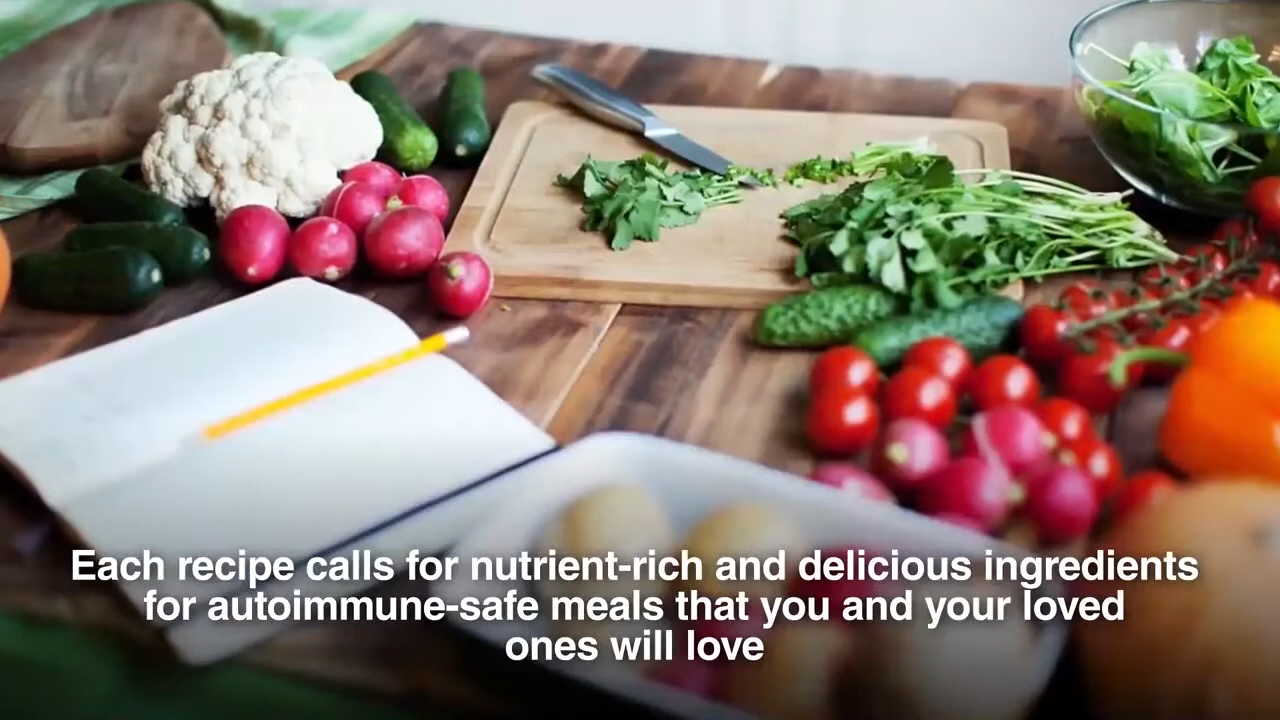 Each recipe calls for nutrient-rich and delicious ingredients
for autoimmune-safe meals that you and your loved
ones will love